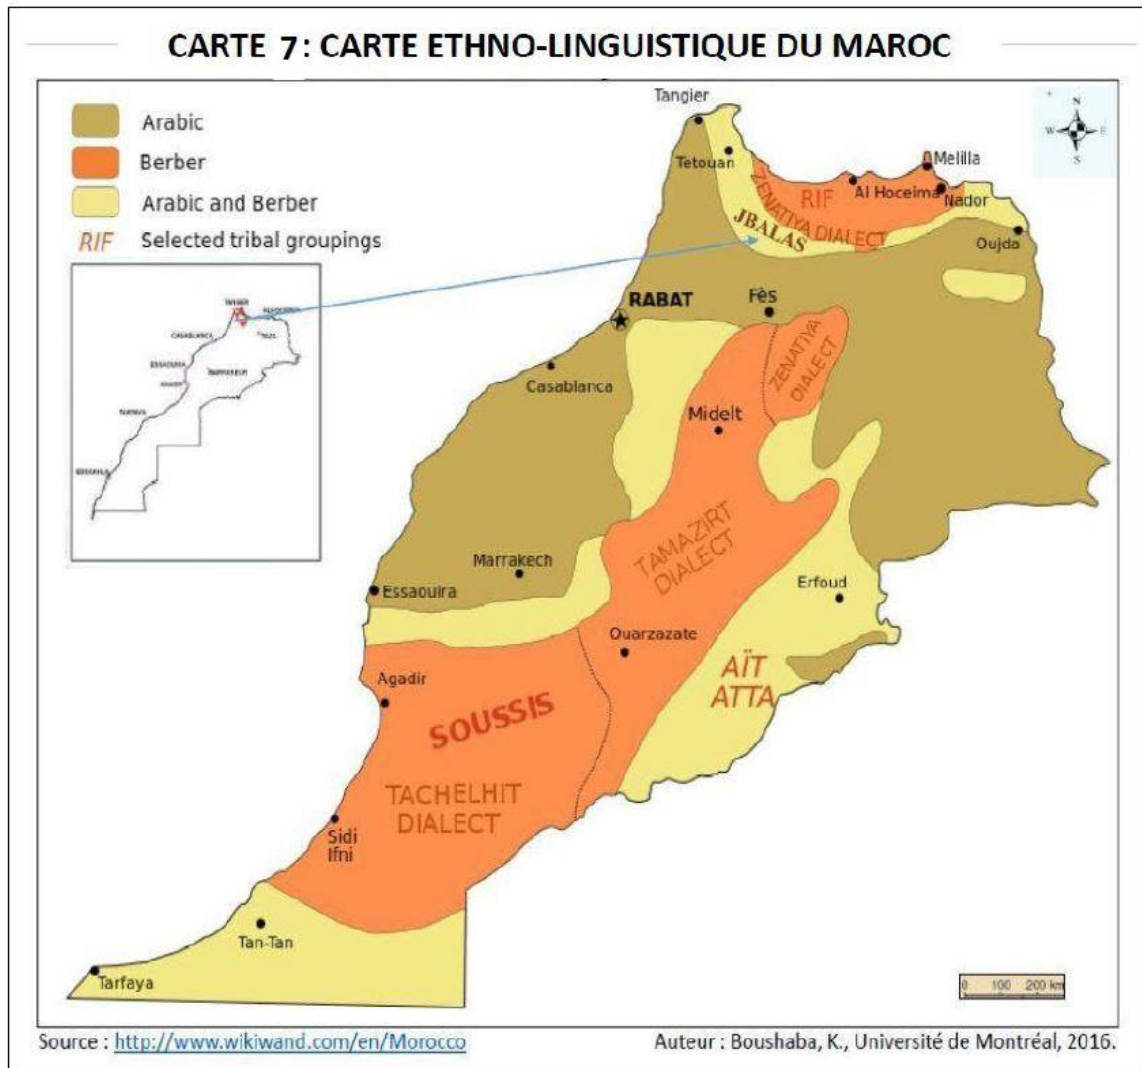 CARTE 7: CARTE ETHNO-LINGUISTIQUE DU MAROC
Arabic
Berber
Arabic and Berber
RIF Selected tribal groupings
N
W E
S
Tangier
Tetouan
Melilla
RIF
Al Hoceima
Nador
ZENATIYA DIALECT
JBALAS
Oujda
RABAT
Fès
CASABLANCA
ESSAOUIRA
Casablanca
ZENATIYA
DIALECT
Midelt
TAMAZIRT
DIALECT
Marrakech
Essaouira
Erfoud
Ouarzazate
AÏT
ATTA
Agadir
SOUSSIS
TACHELHIT
DIALECT
Sidi
Ifni
Tan-Tan
Tarfaya
0 100 200 km
Source : http://www.wikiwand.com/en/Morocco
Auteur : Boushaba, K., Université de Montréal, 2016.